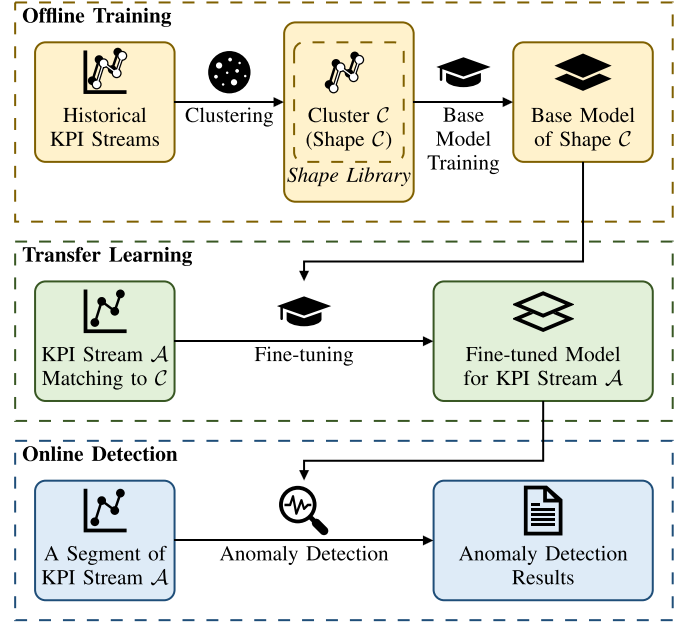 Offline Training
Historical
KPI Streams
Clustering
Cluster 𝒞
(Shape 𝒞)
Shape Library
Base
Model
Training
Base Model
of Shape 𝒞
Transfer Learning
KPI Stream 𝒜
Matching to 𝒞
Fine-tuning
Fine-tuned Model
for KPI Stream 𝒜
Online Detection
A Segment of
KPI Stream 𝒜
Anomaly Detection
Anomaly Detection
Results